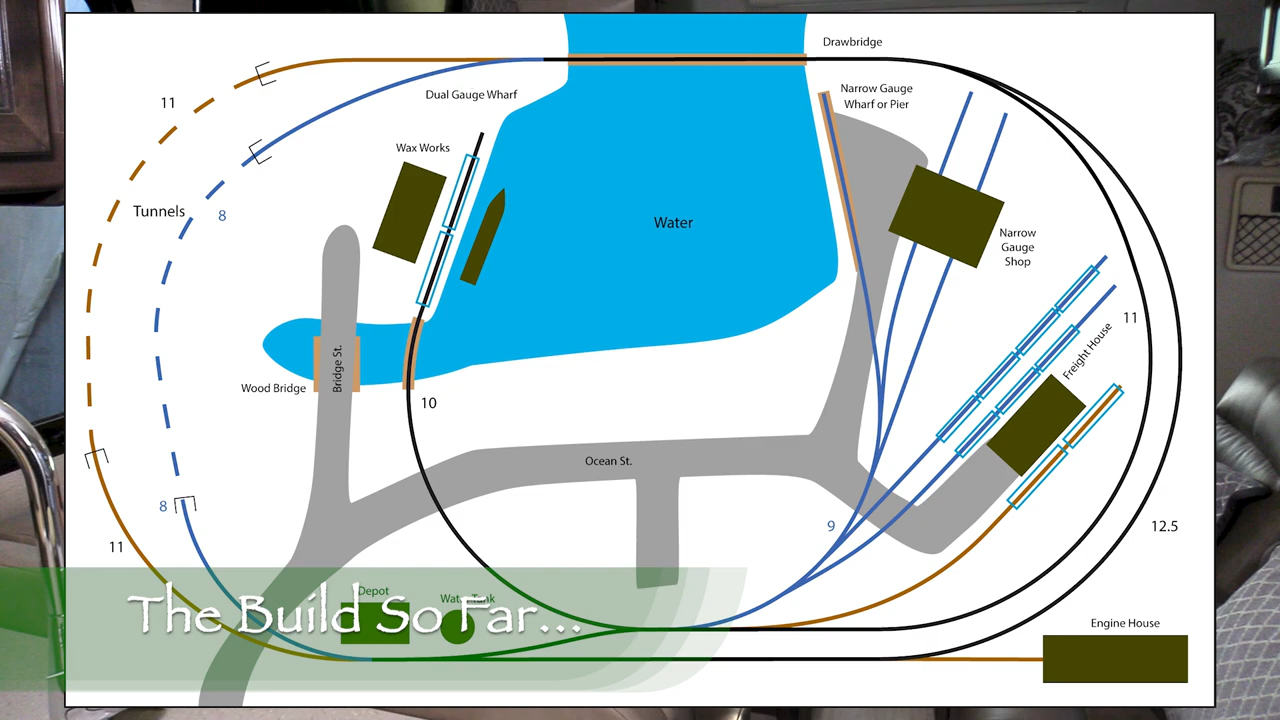 Drawbridge
11
Dual Gauge Wharf
Narrow Gauge
Wharf or Pier
Wax Works
Tunnels
8
Water
Narrow
Gauge
Shop
11
Freight House
Bridge St.
Wood Bridge
10
Ocean St.
8
9
12.5
11
Depot
Water Tank
The Build So Far...
Engine House